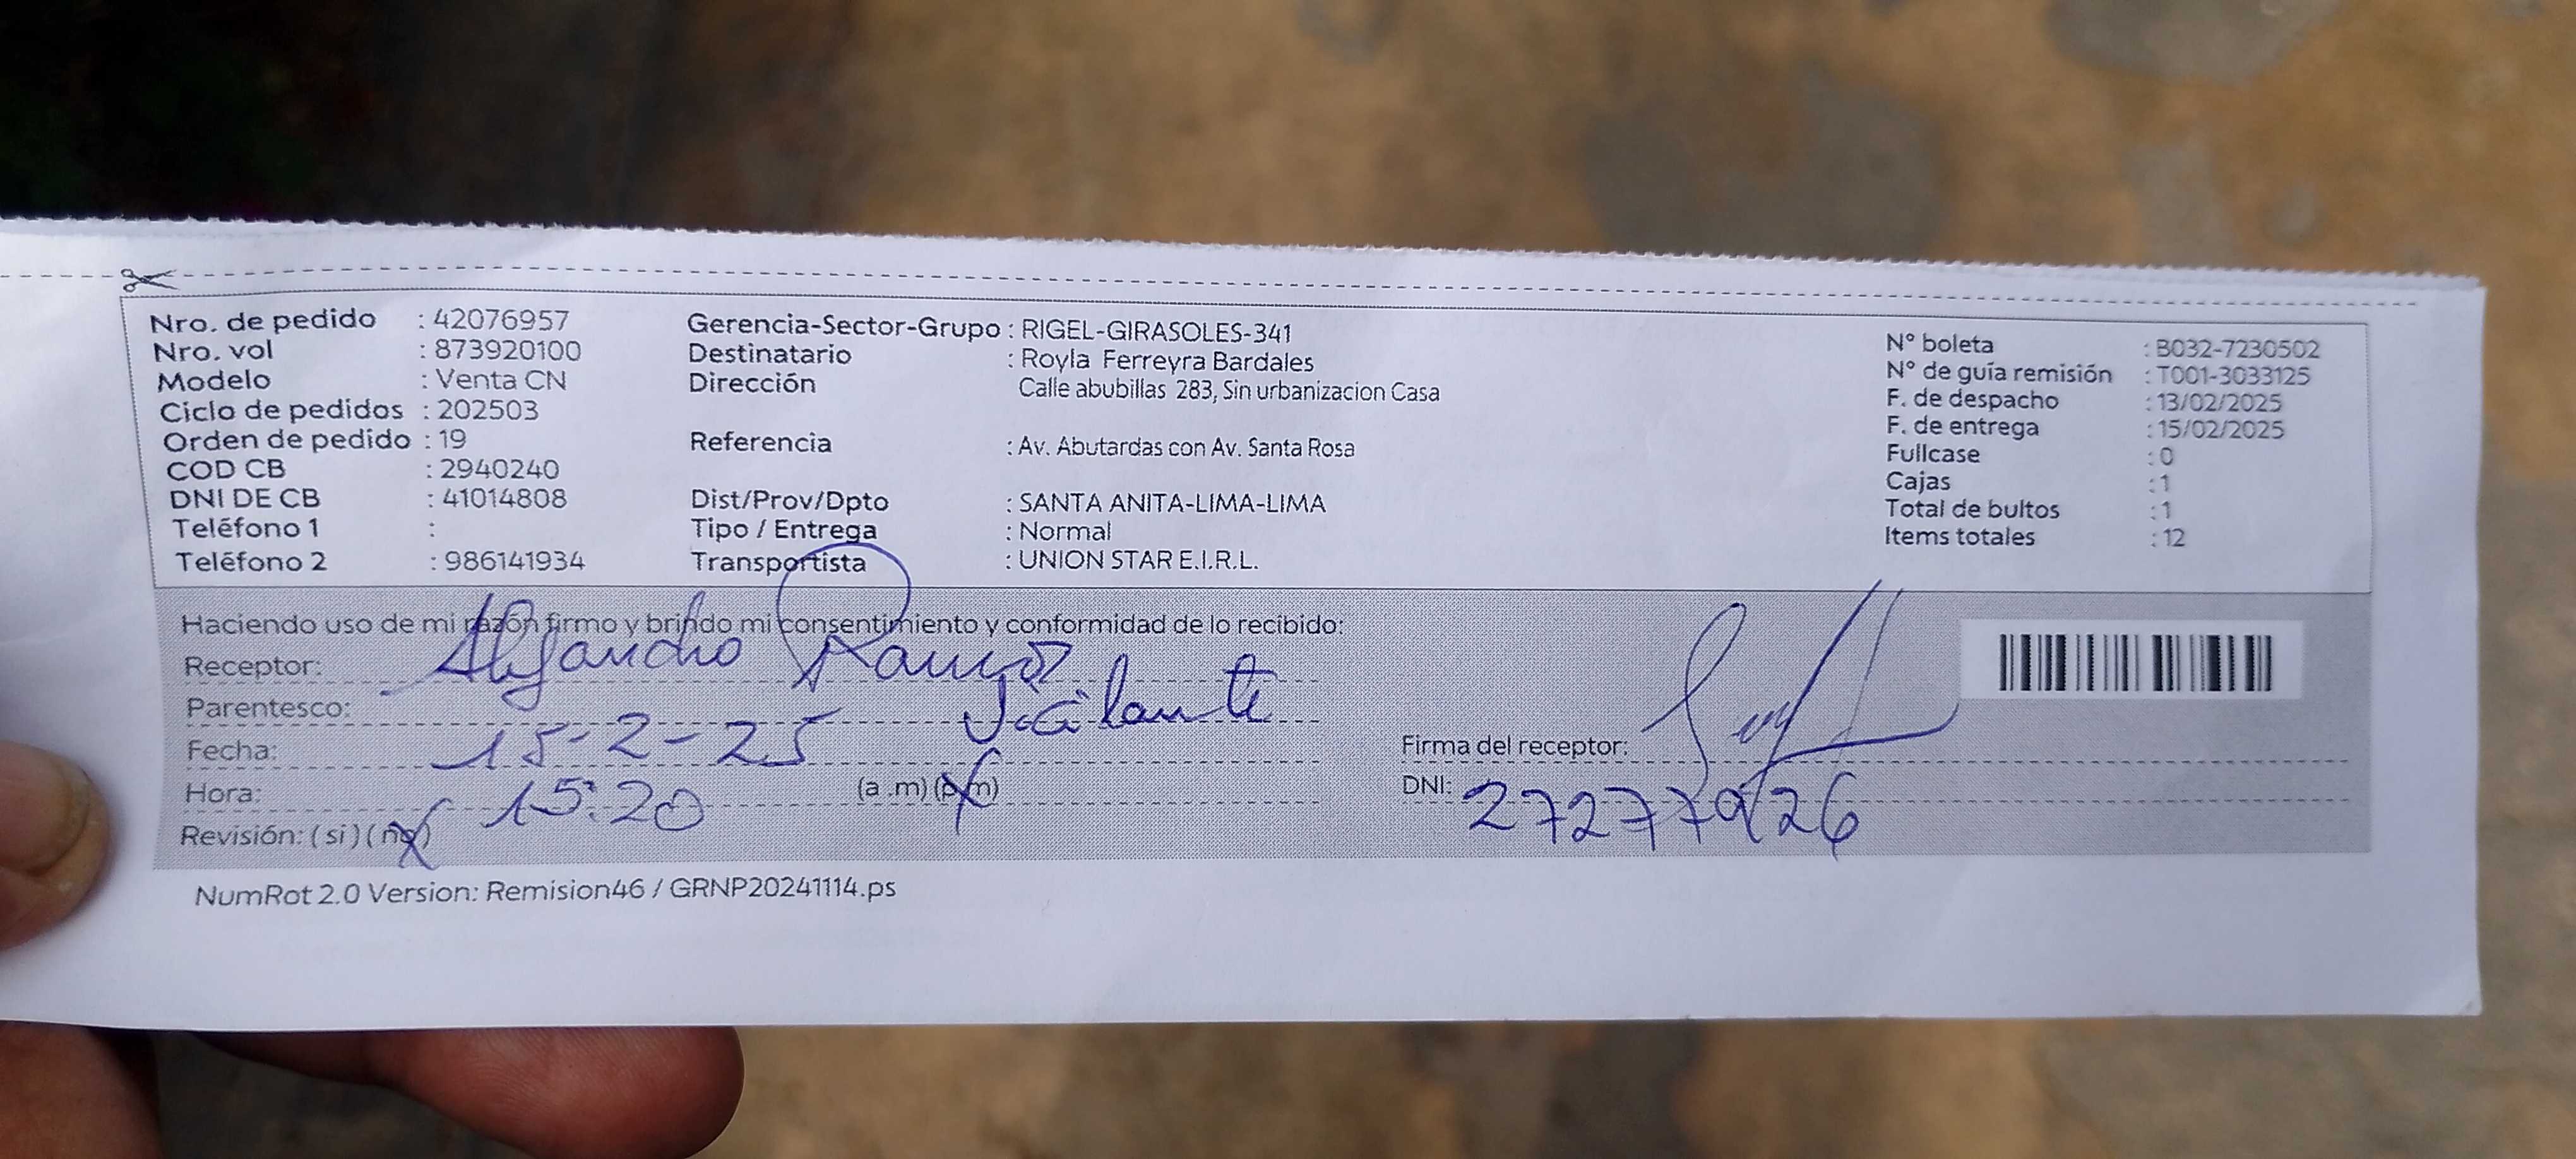 Nro. de pedido : 42076957
Nro. vol : 873920100
Modelo : Venta CN
Ciclo de pedidos : 202503
Orden de pedido : 19
COD CB : 2940240
DNI DE CB : 41014808
Teléfono 1 :
Teléfono 2 : 986141934
Gerencia-Sector-Grupo : RIGEL-GIRASOLES-341
Destinatario : Royla Ferreyra Bardales
Dirección Calle abubillas 283, Sin urbanizacion Casa
Referencia : Av. Abutardas con Av. Santa Rosa
Dist/Prov/Dpto : SANTA ANITA-LIMA-LIMA
Tipo / Entrega : Normal
Transportista : UNION STAR E.I.R.L.
N° boleta : B032-7230502
N° de guía remisión : T001-3033125
F. de despacho : 13/02/2025
F. de entrega : 15/02/2025
Fullcase : 0
Cajas : 1
Total de bultos : 1
Items totales : 12
Haciendo uso de mi razón firmo y brindo mi consentimiento y conformidad de lo recibido:
Receptor: Alejandro Ramos
Parentesco: Vigilante
Fecha: 15-2-25
Hora: 15:20 (a .m) (p.m)
Revisión: (si) (no)
Firma del receptor:
DNI:
NumRot 2.0 Version: Remision46 / GRNP20241114.ps